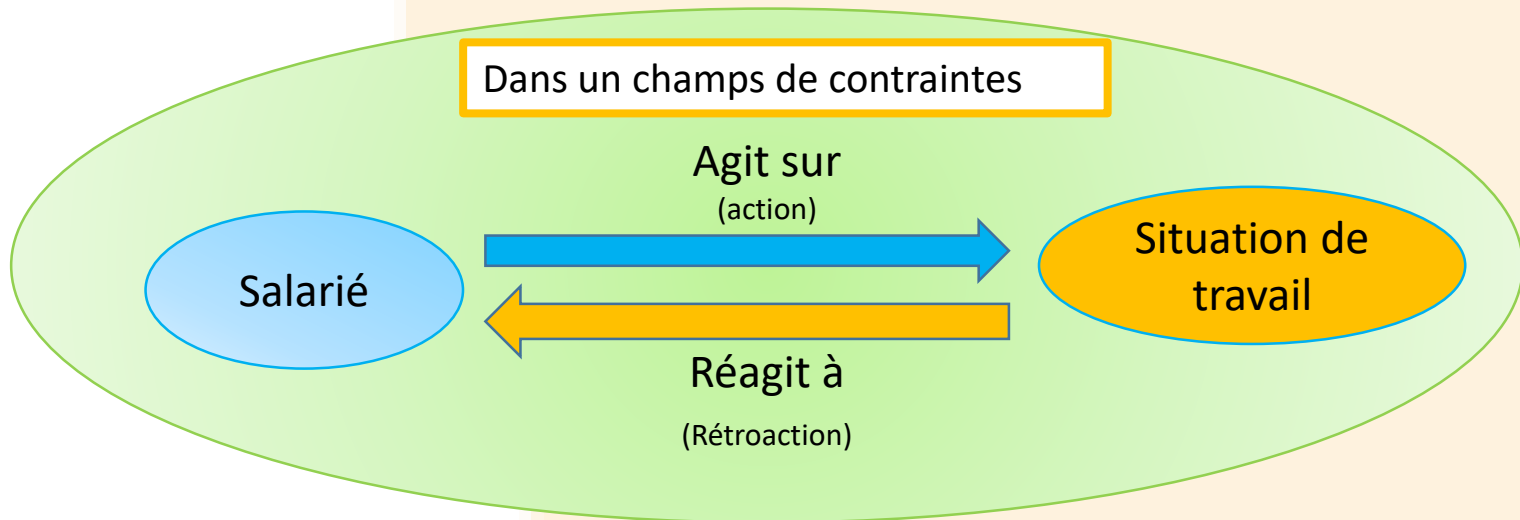 Dans un champs de contraintes
Agit sur
(action)
Salarié
Situation de
travail
Réagit à
(Rétroaction)